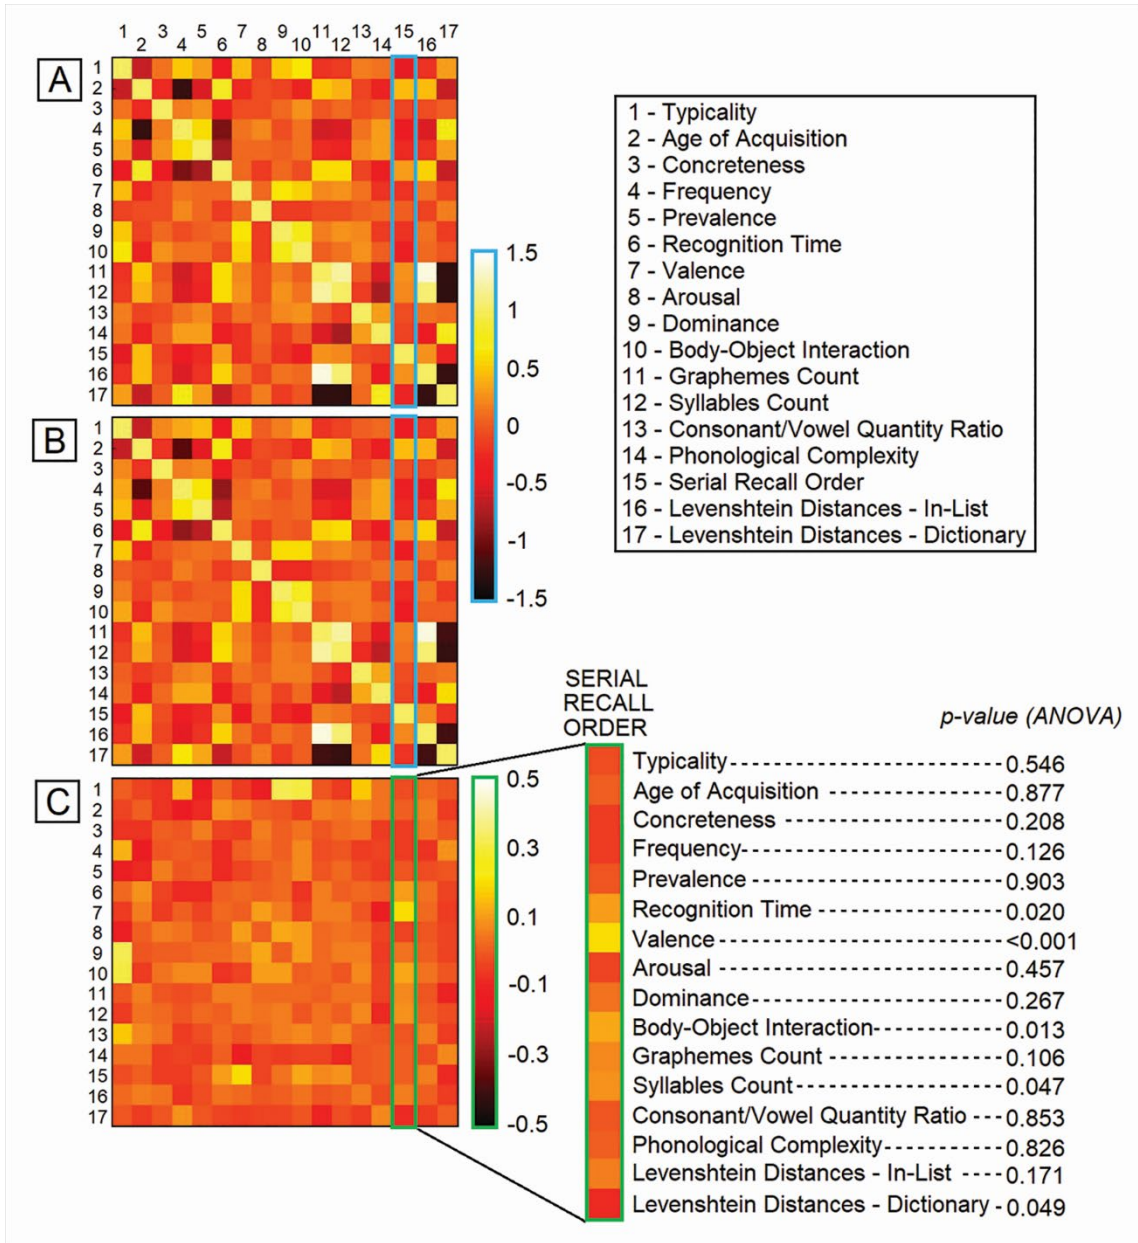 1 3 5 7 9 11 13 15 17
2 4 6 8 10 12 14 16
A
1
2
3
4
5
6
7
8
9
10
11
12
13
14
15
16
17
B
1
2
3
4
5
6
7
8
9
10
11
12
13
14
15
16
17
C
1
2
3
4
5
6
7
8
9
10
11
12
13
14
15
16
17
1.5
1
0.5
0
-0.5
-1
-1.5
0.5
0.3
0.1
-0.1
-0.3
-0.5
1 - Typicality
2 - Age of Acquisition
3 - Concreteness
4 - Frequency
5 - Prevalence
6 - Recognition Time
7 - Valence
8 - Arousal
9 - Dominance
10 - Body-Object Interaction
11 - Graphemes Count
12 - Syllables Count
13 - Consonant/Vowel Quantity Ratio
14 - Phonological Complexity
15 - Serial Recall Order
16 - Levenshtein Distances - In-List
17 - Levenshtein Distances - Dictionary
SERIAL
RECALL
ORDER
p-value (ANOVA)
Typicality 0.546
Age of Acquisition 0.877
Concreteness 0.208
Frequency 0.126
Prevalence 0.903
Recognition Time 0.020
Valence <0.001
Arousal 0.457
Dominance 0.267
Body-Object Interaction 0.013
Graphemes Count 0.106
Syllables Count 0.047
Consonant/Vowel Quantity Ratio 0.853
Phonological Complexity 0.826
Levenshtein Distances - In-List 0.171
Levenshtein Distances - Dictionary 0.049